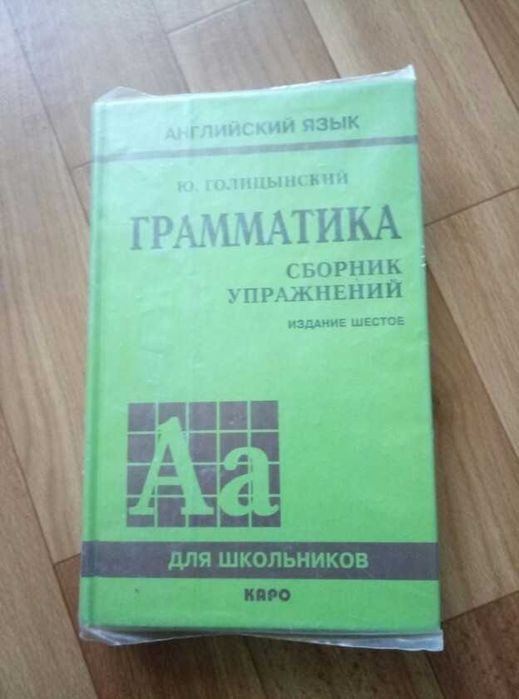 АНГЛИЙСКИЙ ЯЗЫК
Ю. ГОЛИЦЫНСКИЙ
ГРАММАТИКА
СБОРНИК
УПРАЖНЕНИЙ
ИЗДАНИЕ ШЕСТОЕ
Aa
ДЛЯ ШКОЛЬНИКОВ
КАРО